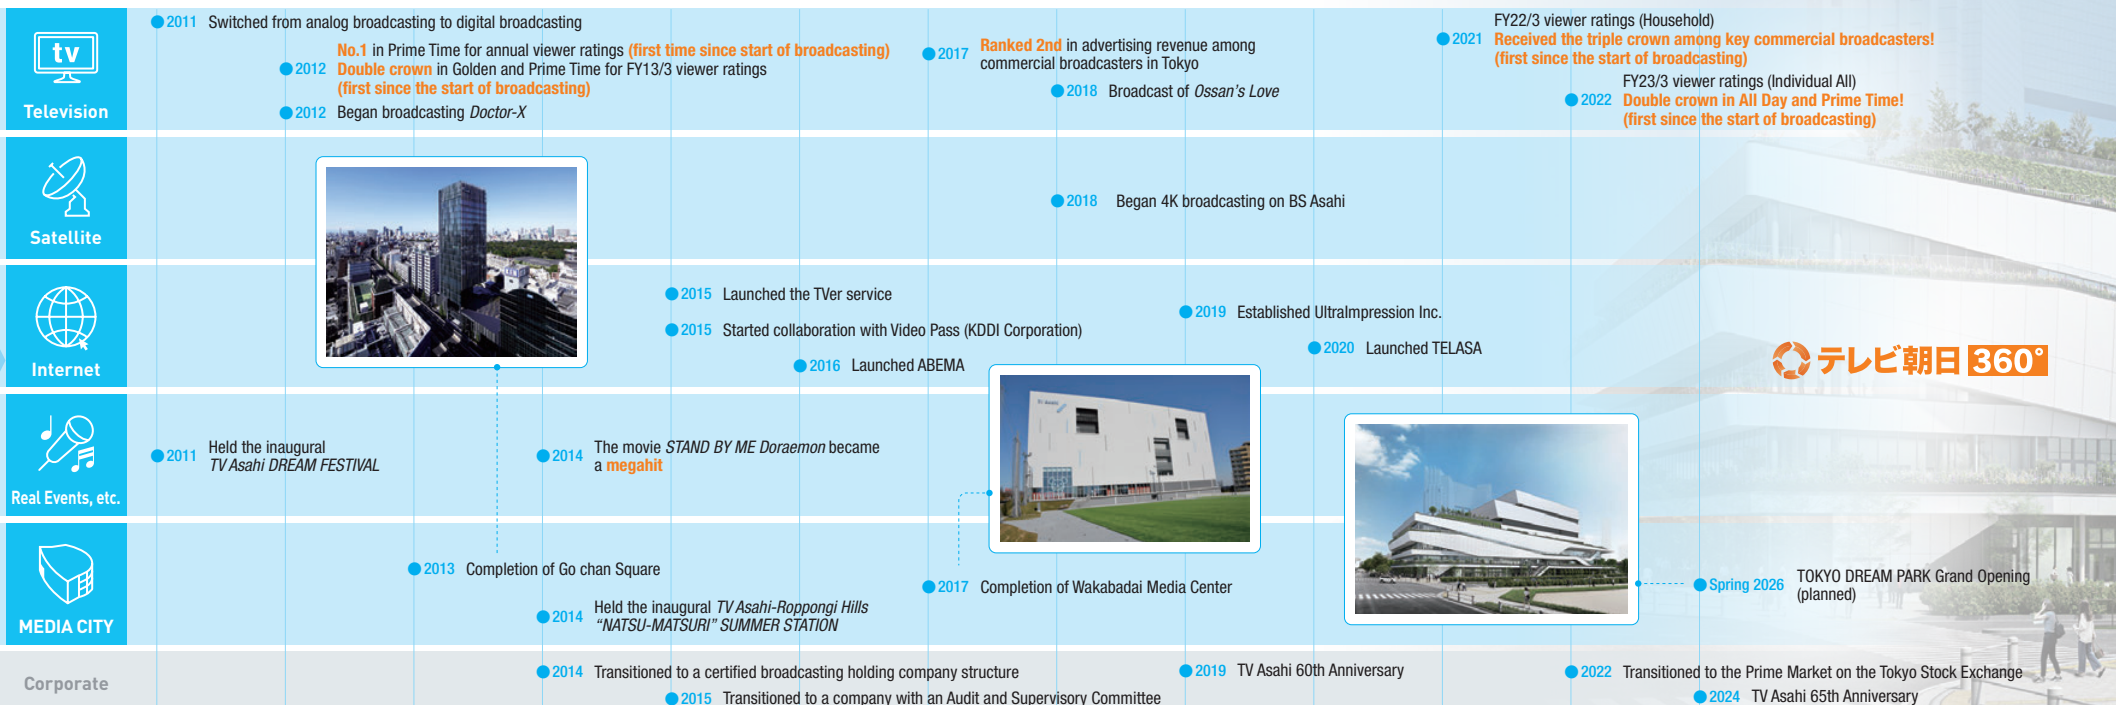 tv
Television
2011 Switched from analog broadcasting to digital broadcasting
No.1 in Prime Time for annual viewer ratings (first time since start of broadcasting)
2012 Double crown in Golden and Prime Time for FY13/3 viewer ratings
(first since the start of broadcasting)
2012 Began broadcasting Doctor-X
2017 Ranked 2nd in advertising revenue among
commercial broadcasters in Tokyo
2018 Broadcast of Ossan's Love
FY22/3 viewer ratings (Household)
2021 Received the triple crown among key commercial broadcasters!
(first since the start of broadcasting)
FY23/3 viewer ratings (Individual All)
2022 Double crown in All Day and Prime Time!
(first since the start of broadcasting)
Satellite
2018 Began 4K broadcasting on BS Asahi
Internet
2015 Launched the TVer service
2015 Started collaboration with Video Pass (KDDI Corporation)
2016 Launched ABEMA
2019 Established UltraImpression Inc.
2020 Launched TELASA
テレビ朝日 360°
Real Events, etc.
2011 Held the inaugural
TV Asahi DREAM FESTIVAL
2014 The movie STAND BY ME Doraemon became
a megahit
MEDIA CITY
2013 Completion of Go chan Square
2014 Held the inaugural TV Asahi-Roppongi Hills
“NATSU-MATSURI” SUMMER STATION
2017 Completion of Wakabadai Media Center
Spring 2026 TOKYO DREAM PARK Grand Opening
(planned)
Corporate
2014 Transitioned to a certified broadcasting holding company structure
2015 Transitioned to a company with an Audit and Supervisory Committee
2019 TV Asahi 60th Anniversary
2022 Transitioned to the Prime Market on the Tokyo Stock Exchange
2024 TV Asahi 65th Anniversary